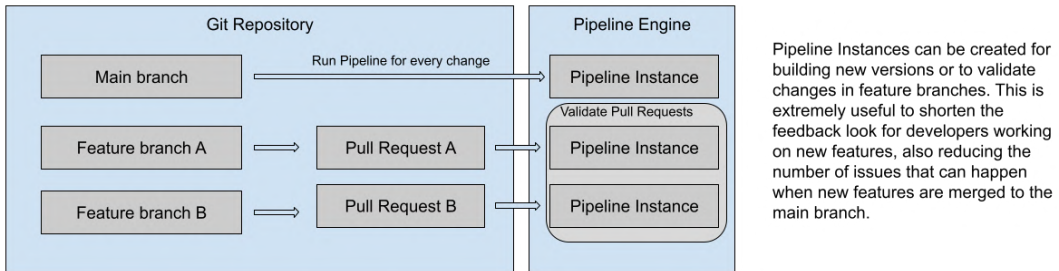 Git Repository
Pipeline Engine
Main branch
Run Pipeline for every change
Pipeline Instance
Validate Pull Requests
Feature branch A
Pull Request A
Pipeline Instance
Feature branch B
Pull Request B
Pipeline Instance
Pipeline Instances can be created for
building new versions or to validate
changes in feature branches. This is
extremely useful to shorten the
feedback look for developers working
on new features, also reducing the
number of issues that can happen
when new features are merged to the
main branch.